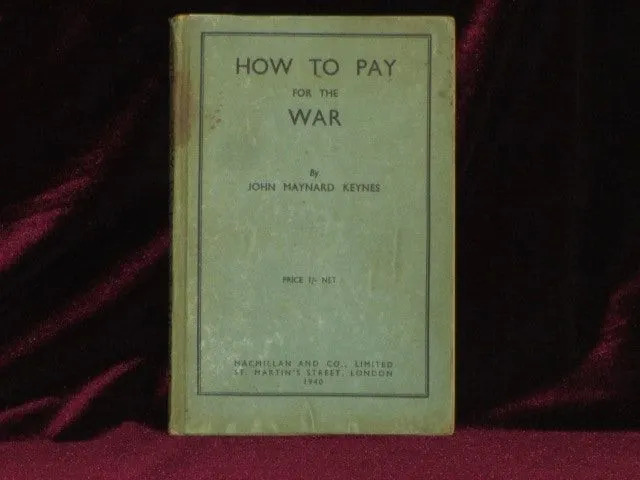 HOW TO PAY
FOR THE
WAR
By
JOHN MAYNARD KEYNES
PRICE 1/- NET
MACMILLAN AND CO., LIMITED
ST. MARTIN'S STREET, LONDON
1940